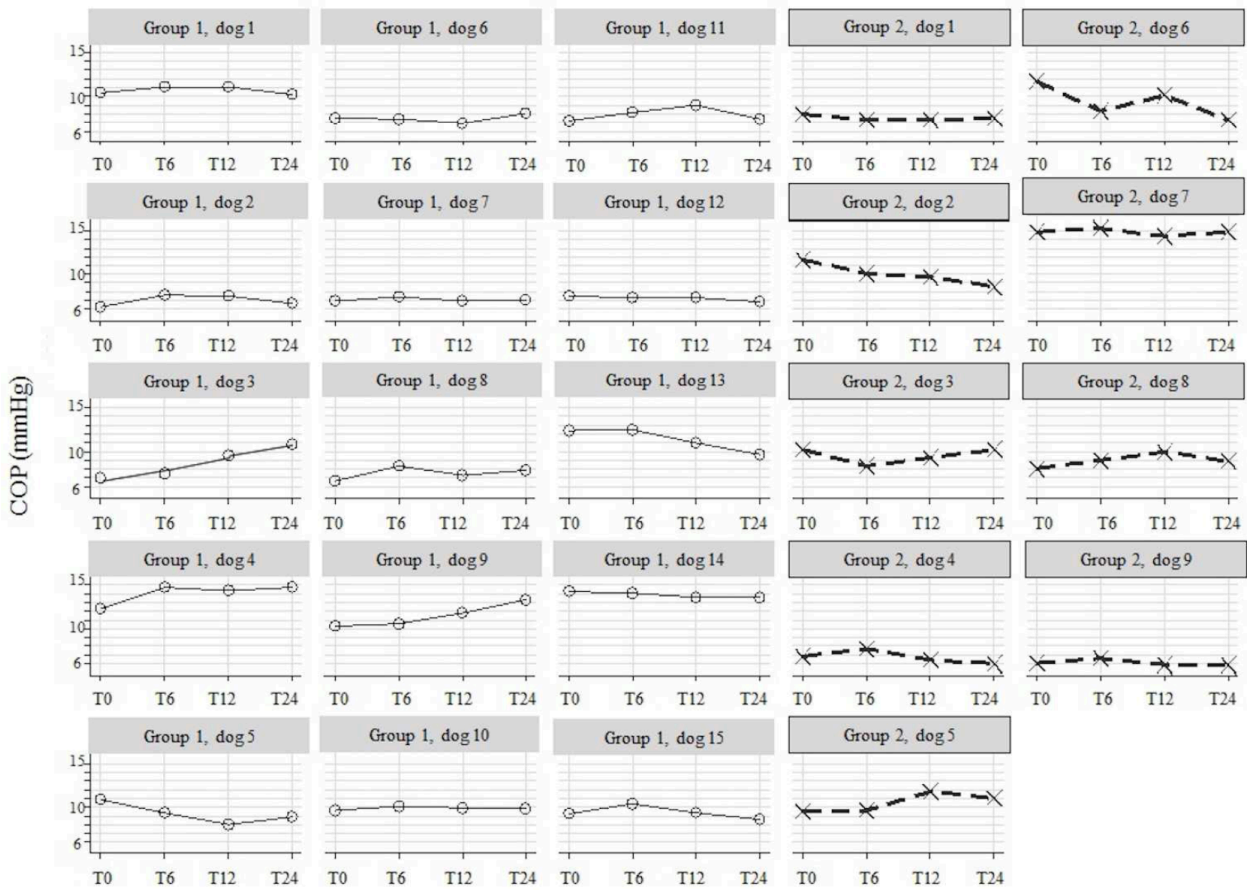 Group 1, dog 1 Group 1, dog 6 Group 1, dog 11 Group 2, dog 1 Group 2, dog 6
15
10
6
T0 T6 T12 T24 T0 T6 T12 T24 T0 T6 T12 T24 T0 T6 T12 T24 T0 T6 T12 T24
Group 1, dog 2 Group 1, dog 7 Group 1, dog 12 Group 2, dog 2 Group 2, dog 7
15
10
6
T0 T6 T12 T24 T0 T6 T12 T24 T0 T6 T12 T24 T0 T6 T12 T24 T0 T6 T12 T24
COP (mmHg)
Group 1, dog 3 Group 1, dog 8 Group 1, dog 13 Group 2, dog 3 Group 2, dog 8
15
10
6
T0 T6 T12 T24 T0 T6 T12 T24 T0 T6 T12 T24 T0 T6 T12 T24 T0 T6 T12 T24
Group 1, dog 4 Group 1, dog 9 Group 1, dog 14 Group 2, dog 4 Group 2, dog 9
15
10
6
T0 T6 T12 T24 T0 T6 T12 T24 T0 T6 T12 T24 T0 T6 T12 T24 T0 T6 T12 T24
Group 1, dog 5 Group 1, dog 10 Group 1, dog 15 Group 2, dog 5
15
10
6
T0 T6 T12 T24 T0 T6 T12 T24 T0 T6 T12 T24 T0 T6 T12 T24